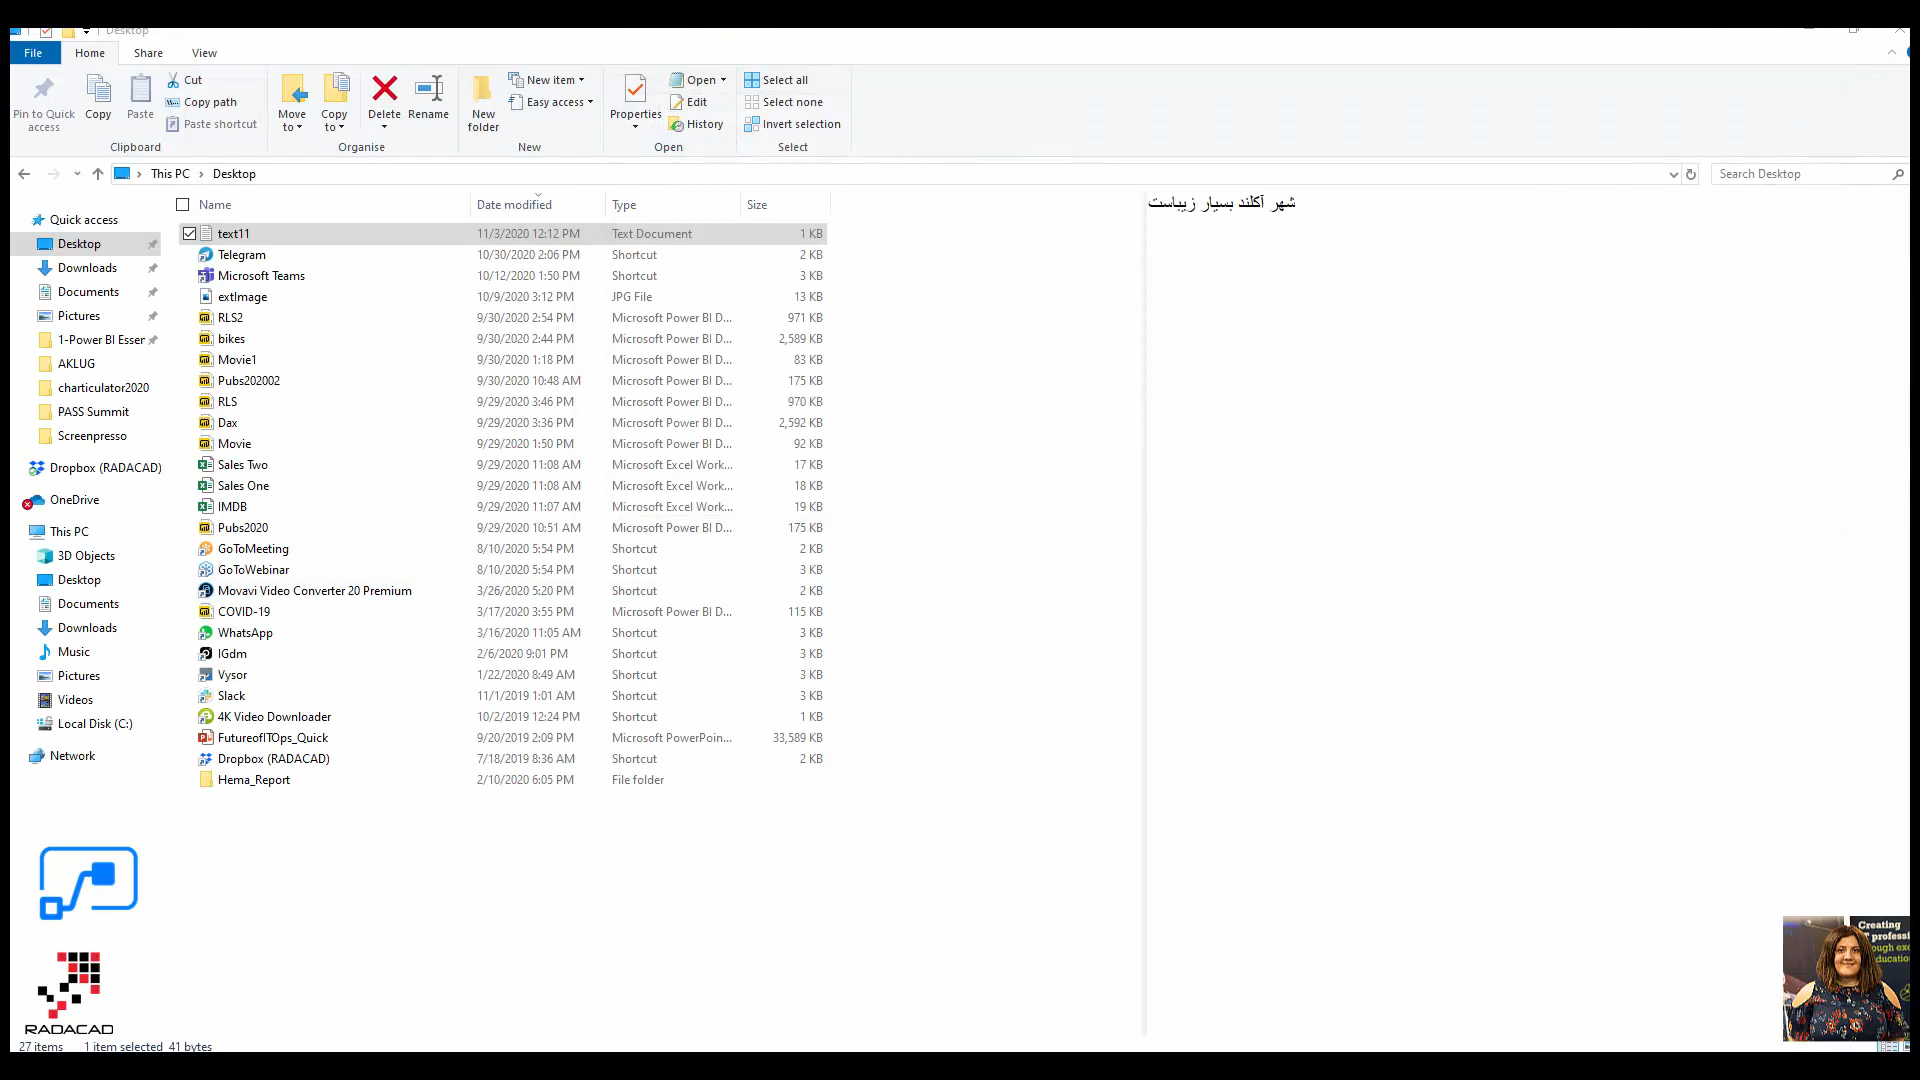 Desktop
File Home Share View
Pin to Quick access
Copy
Paste
Cut
Copy path
Paste shortcut
Clipboard
Move to
Copy to
Delete
Rename
Organise
New folder
New item
Easy access
New
Properties
Open
Edit
History
Open
Select all
Select none
Invert selection
Select
This PC Desktop
Search Desktop
Quick access
Desktop
Downloads
Documents
Pictures
1-Power BI Esser
AKLUG
charticulator2020
PASS Summit
Screenpresso
Dropbox (RADACAD)
OneDrive
This PC
3D Objects
Desktop
Documents
Downloads
Music
Pictures
Videos
Local Disk (C:)
Network
Name Date modified Type Size
text11 11/3/2020 12:12 PM Text Document 1 KB
Telegram 10/30/2020 2:06 PM Shortcut 2 KB
Microsoft Teams 10/12/2020 1:50 PM Shortcut 3 KB
extImage 10/9/2020 3:12 PM JPG File 13 KB
RLS2 9/30/2020 2:54 PM Microsoft Power BI D... 971 KB
bikes 9/30/2020 2:44 PM Microsoft Power BI D... 2,589 KB
Movie1 9/30/2020 1:18 PM Microsoft Power BI D... 83 KB
Pubs202002 9/30/2020 10:48 AM Microsoft Power BI D... 175 KB
RLS 9/29/2020 3:46 PM Microsoft Power BI D... 970 KB
Dax 9/29/2020 3:36 PM Microsoft Power BI D... 2,592 KB
Movie 9/29/2020 1:50 PM Microsoft Power BI D... 92 KB
Sales Two 9/29/2020 11:08 AM Microsoft Excel Work... 17 KB
Sales One 9/29/2020 11:08 AM Microsoft Excel Work... 18 KB
IMDB 9/29/2020 11:07 AM Microsoft Excel Work... 19 KB
Pubs2020 9/29/2020 10:51 AM Microsoft Power BI D... 175 KB
GoToMeeting 8/10/2020 5:54 PM Shortcut 2 KB
GoToWebinar 8/10/2020 5:54 PM Shortcut 3 KB
Movavi Video Converter 20 Premium 3/26/2020 5:20 PM Shortcut 2 KB
COVID-19 3/17/2020 3:55 PM Microsoft Power BI D... 115 KB
WhatsApp 3/16/2020 11:05 AM Shortcut 3 KB
IGdm 2/6/2020 9:01 PM Shortcut 3 KB
Vysor 1/22/2020 8:49 AM Shortcut 3 KB
Slack 11/1/2019 1:01 AM Shortcut 3 KB
4K Video Downloader 10/2/2019 12:24 PM Shortcut 1 KB
FutureofITOps_Quick 9/20/2019 2:09 PM Microsoft PowerPoin... 33,589 KB
Dropbox (RADACAD) 7/18/2019 8:36 AM Shortcut 2 KB
Hema_Report 2/10/2020 6:05 PM File folder
شهر آکلند بسیار زیباست
RADACAD
Creating
27 items 1 item selected 41 bytes